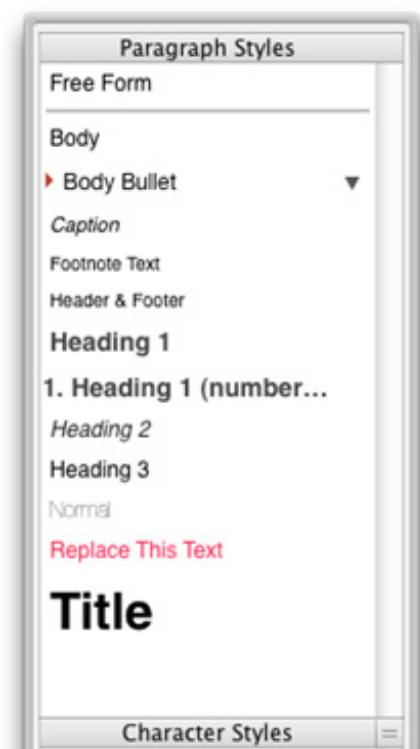 Paragraph Styles
Free Form
Body
Body Bullet
Caption
Footnote Text
Header & Footer
Heading 1
1. Heading 1 (number...
Heading 2
Heading 3
Normal
Replace This Text
Title
Character Styles